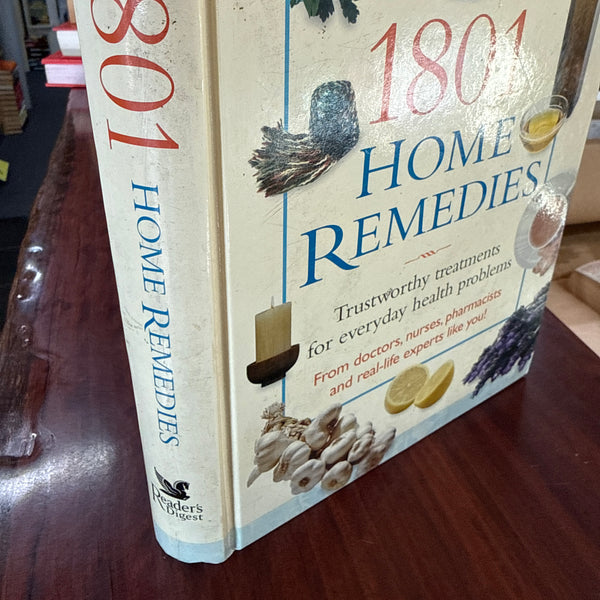 1801 HOME REMEDIES
Reader's
Digest
1801
HOME
REMEDIES
Trustworthy treatments
for everyday health problems
From doctors, nurses, pharmacists
and real-life experts like you!